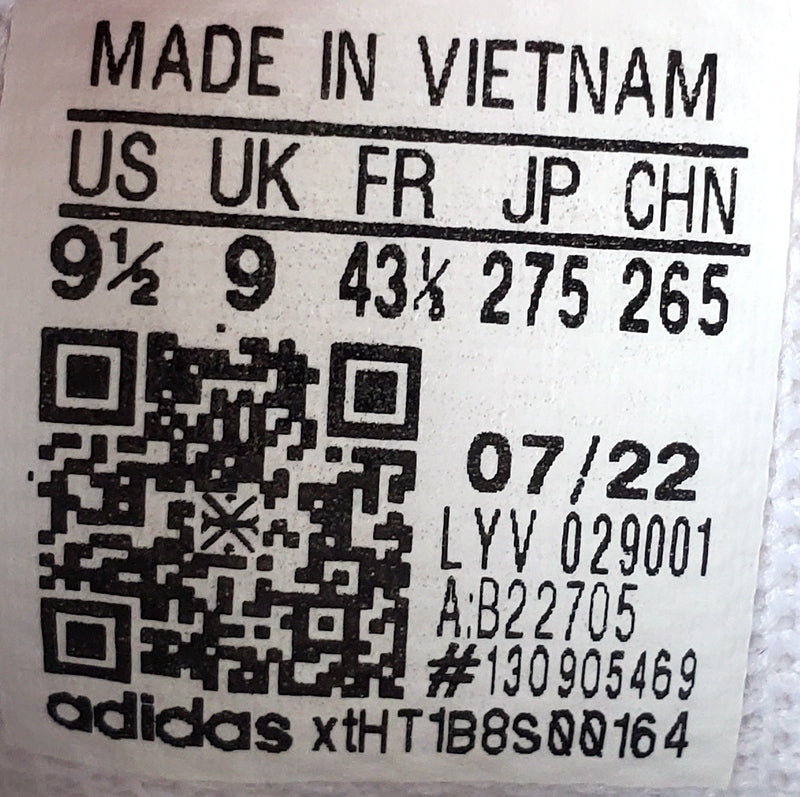 MADE IN VIETNAM
US UK FR JP CHN
9½ 9 43⅓ 275 265
07/22
LYV 029001
A:B22705
#130905469
adidas xtHT1B8S00164